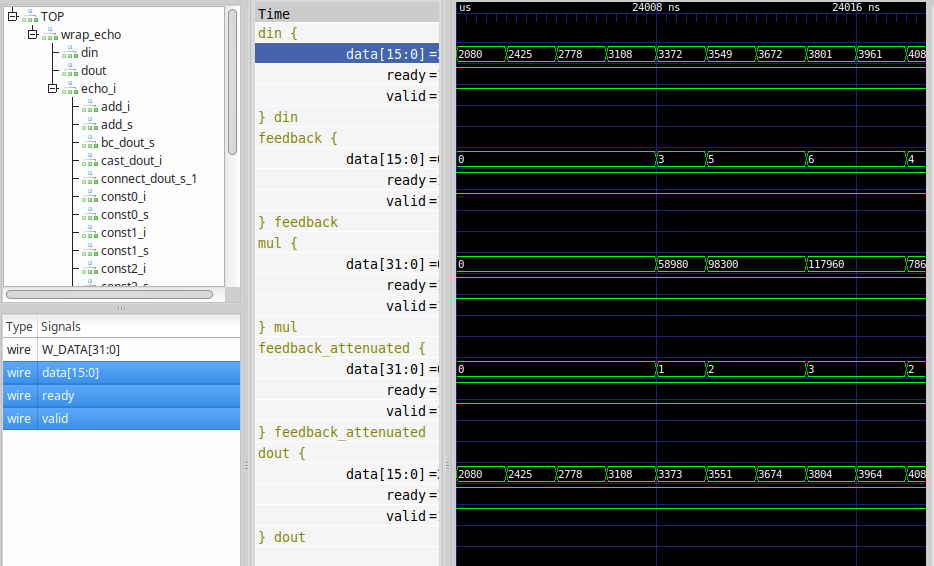 TOP
wrap_echo
din
dout
echo_i
add_i
add_s
bc_dout_s
cast_dout_i
connect_dout_s_1
const0_i
const0_s
const1_i
const1_s
const2_i
Type Signals
wire W_DATA[31:0]
wire data[15:0]
wire ready
wire valid
Time
us 24008 ns 24016 ns
din {
data[15:0] = 2080 2425 2778 3108 3372 3549 3672 3801 3961 408
ready =
valid =
} din
feedback {
data[15:0] = 0 3 5 6 4
ready =
valid =
} feedback
mul {
data[31:0] = 0 58980 98300 117960 786
ready =
valid =
} mul
feedback_attenuated {
data[31:0] = 0 1 2 3 2
ready =
valid =
} feedback_attenuated
dout {
data[15:0] = 2080 2425 2778 3108 3373 3551 3674 3804 3964 408
ready =
valid =
} dout